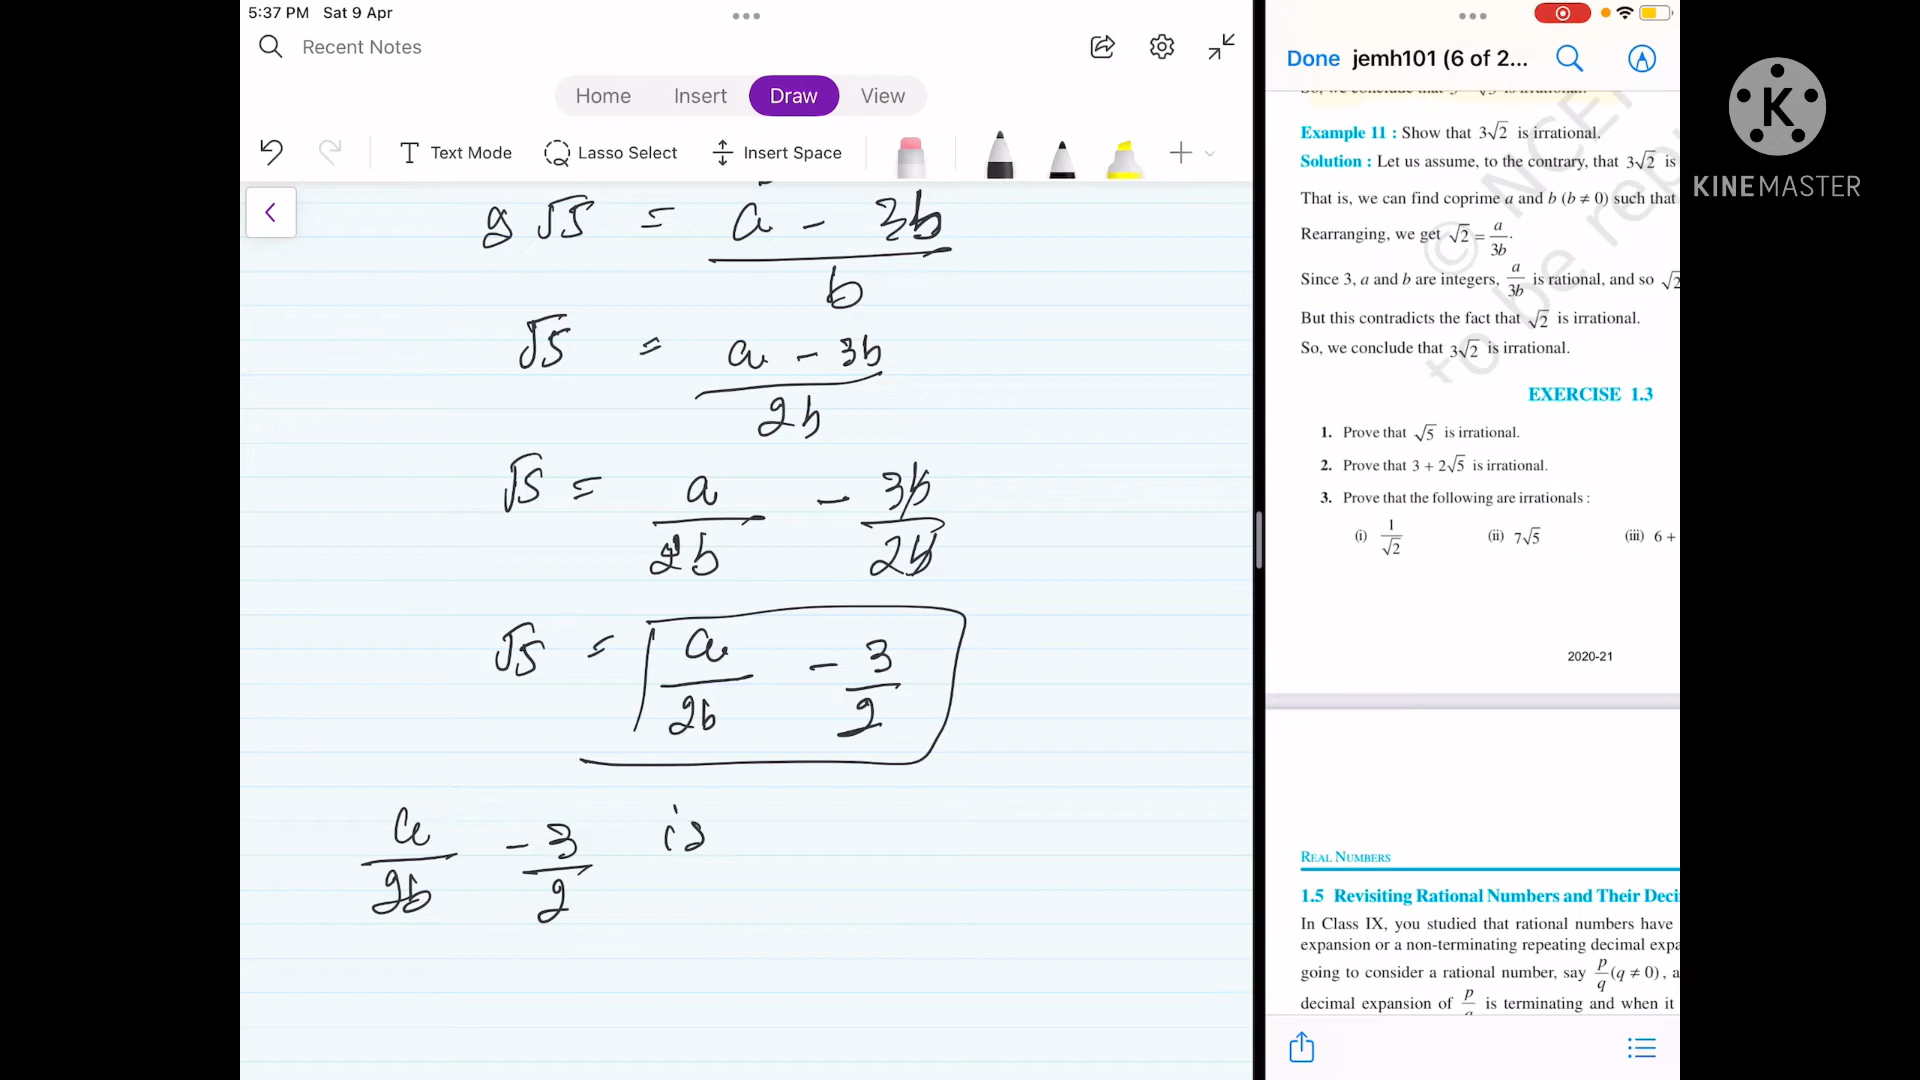 5:37 PM Sat 9 Apr
Recent Notes
Home Insert Draw View
Text Mode Lasso Select Insert Space
2 √5 = a - 3b
b
√5 = a - 3b
2b
√5 = a - 3b
2b 2b
√5 = a - 3
2b 2
a - 3 is
2b 2
Done jemh101 (6 of 2...
Example 11 : Show that 3√2 is irrational.
Solution : Let us assume, to the contrary, that 3√2 is
That is, we can find coprime a and b (b ≠ 0) such that
Rearranging, we get √2 = a/3b.
Since 3, a and b are integers, a/3b is rational, and so √2
But this contradicts the fact that √2 is irrational.
So, we conclude that 3√2 is irrational.
EXERCISE 1.3
1. Prove that √5 is irrational.
2. Prove that 3 + 2√5 is irrational.
3. Prove that the following are irrationals :
(i) 1/√2 (ii) 7√5 (iii) 6 +
2020-21
REAL NUMBERS
1.5 Revisiting Rational Numbers and Their Deci
In Class IX, you studied that rational numbers have
expansion or a non-terminating repeating decimal expa
going to consider a rational number, say p/q (q ≠ 0), a
decimal expansion of p is terminating and when it
K
KINEMASTER